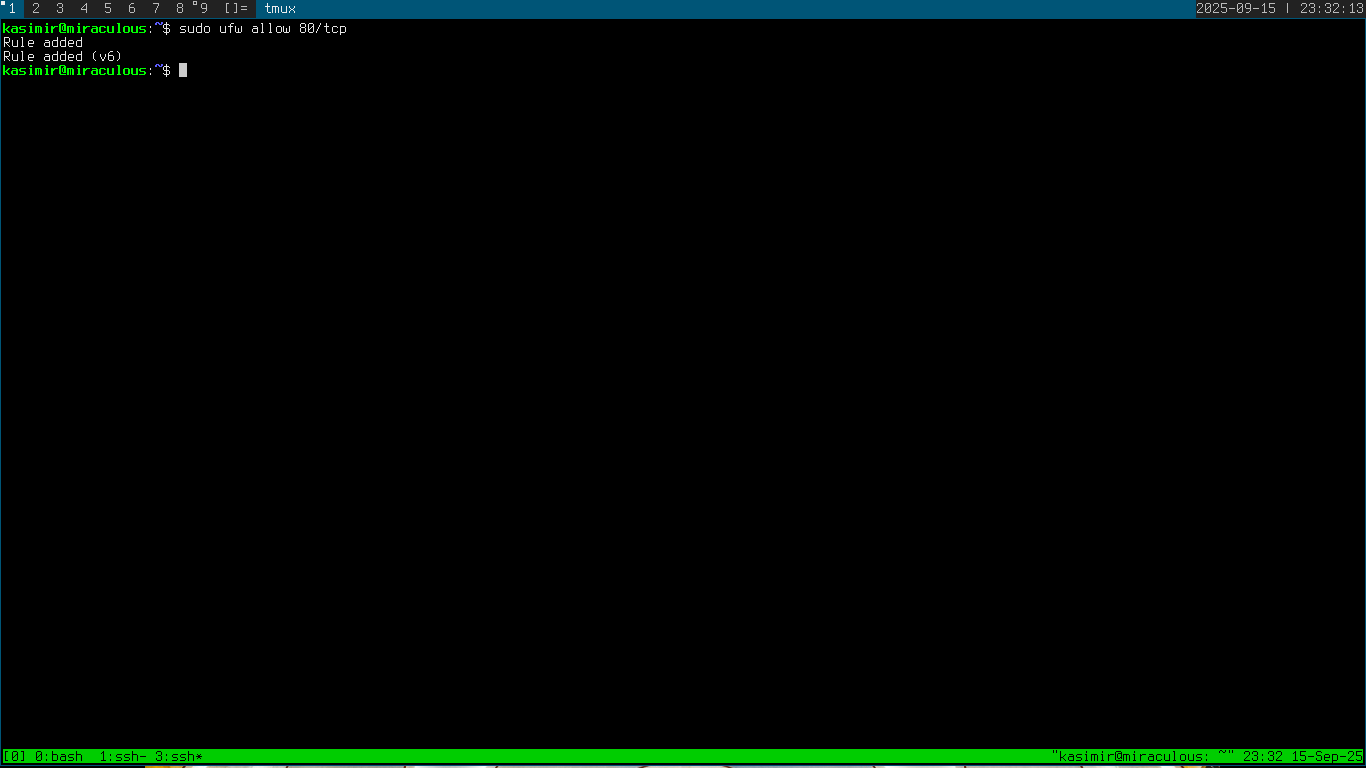 1 2 3 4 5 6 7 8 9 []= tmux 2025-09-15 | 23:32:13
kasimir@miraculous:~$ sudo ufw allow 80/tcp
Rule added
Rule added (v6)
kasimir@miraculous:~$
[0] 0:bash  1:ssh- 3:ssh* "kasimir@miraculous: ~" 23:32 15-Sep-25